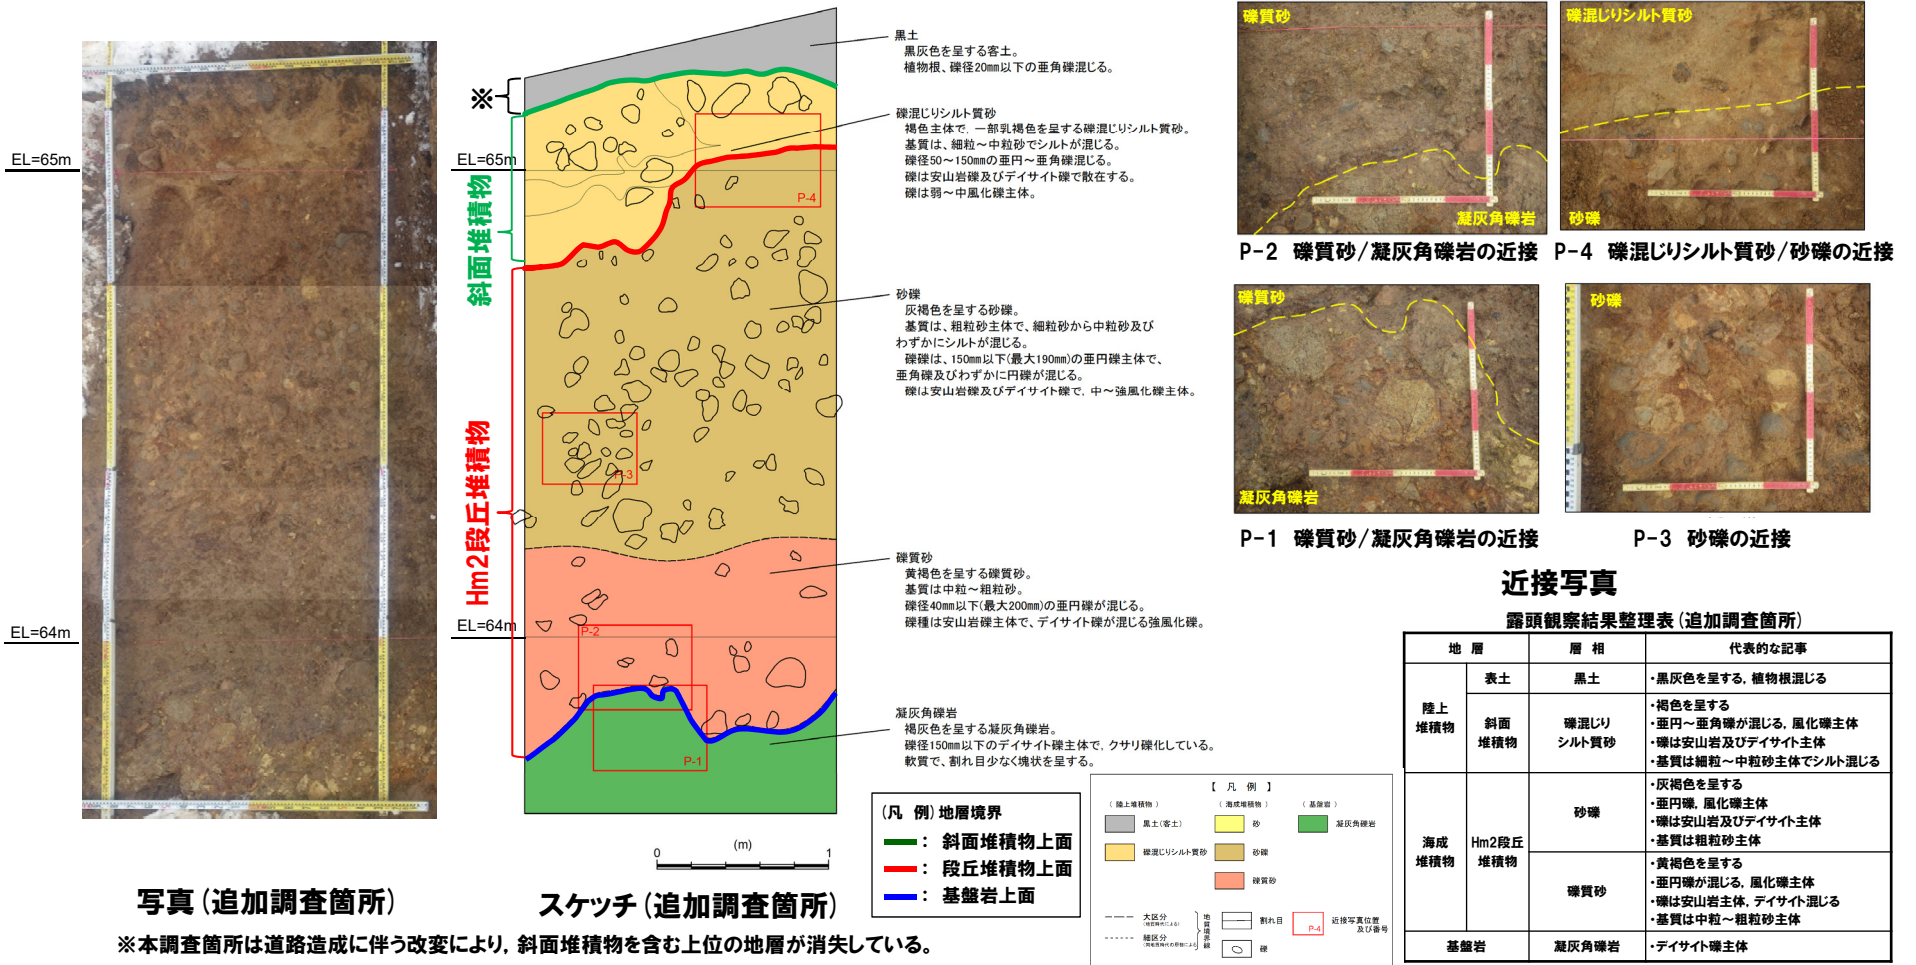 EL=65m
EL=64m
写真(追加調査箇所)
※
斜面堆積物
Hm2段丘堆積物
EL=65m
EL=64m
P-4
P-3
P-2
P-1
黒土
黒灰色を呈する客土。
植物根、礫径20mm以下の亜角礫混じる。
礫混じりシルト質砂
褐色主体で、一部乳褐色を呈する礫混じりシルト質砂。
基質は、細粒～中粒砂でシルトが混じる。
礫径50～150mmの亜円～亜角礫混じる。
礫は安山岩礫及びデイサイト礫で散在する。
礫は弱～中風化礫主体。
砂礫
灰褐色を呈する砂礫。
基質は、粗粒砂主体で、細粒砂から中粒砂及び
わずかにシルトが混じる。
礫礫は、150mm以下(最大190mm)の亜円礫主体で、
亜角礫及びわずかに円礫が混じる。
礫は安山岩礫及びデイサイト礫で、中～強風化礫主体。
礫質砂
黄褐色を呈する礫質砂。
基質は中粒～粗粒砂。
礫径40mm以下(最大200mm)の亜円礫が混じる。
礫種は安山岩礫主体で、デイサイト礫が混じる強風化礫。
凝灰角礫岩
褐灰色を呈する凝灰角礫岩。
礫径150mm以下のデイサイト礫主体で、クサリ礫化している。
軟質で、割れ目少なく塊状を呈する。
0 (m) 1
スケッチ(追加調査箇所)
(凡 例)地層境界
: 斜面堆積物上面
: 段丘堆積物上面
: 基盤岩上面
※本調査箇所は道路造成に伴う改変により, 斜面堆積物を含む上位の地層が消失している。
【 凡 例 】
(陸上堆積物) (海成堆積物) (基盤岩)
黒土(客土) 砂 凝灰角礫岩
礫混じりシルト質砂 砂礫
礫質砂
大区分
細区分
地質境界線
割れ目
礫
P-4
近接写真位置
及び番号
礫質砂
凝灰角礫岩
P-2 礫質砂/凝灰角礫岩の近接
礫混じりシルト質砂
砂礫
P-4 礫混じりシルト質砂/砂礫の近接
礫質砂
凝灰角礫岩
P-1 礫質砂/凝灰角礫岩の近接
砂礫
P-3 砂礫の近接
近接写真
露頭観察結果整理表(追加調査箇所)
地 層 層 相 代表的な記事
陸上
堆積物
表土 黒土 ・黒灰色を呈する, 植物根混じる
斜面
堆積物
礫混じり
シルト質砂
・褐色を呈する
・亜円～亜角礫が混じる, 風化礫主体
・礫は安山岩及びデイサイト主体
・基質は細粒～中粒砂主体でシルト混じる
海成
堆積物
Hm2段丘
堆積物
砂礫
・灰褐色を呈する
・亜円礫, 風化礫主体
・礫は安山岩及びデイサイト主体
・基質は粗粒砂主体
礫質砂
・黄褐色を呈する
・亜円礫が混じる, 風化礫主体
・礫は安山岩主体, デイサイト混じる
・基質は中粒～粗粒砂主体
基盤岩 凝灰角礫岩 ・デイサイト礫主体